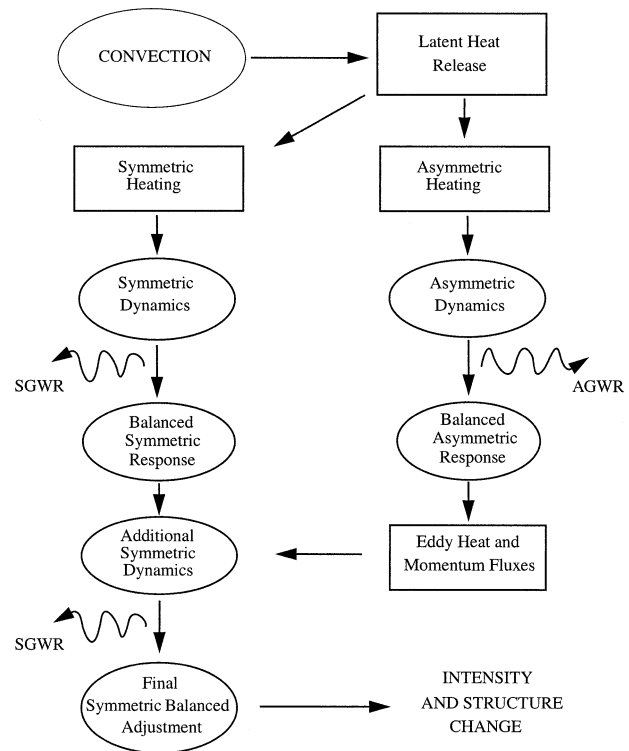 CONVECTION
Latent Heat
Release
Symmetric
Heating
Asymmetric
Heating
Symmetric
Dynamics
Asymmetric
Dynamics
SGWR
AGWR
Balanced
Symmetric
Response
Balanced
Asymmetric
Response
Additional
Symmetric
Dynamics
Eddy Heat and
Momentum Fluxes
SGWR
Final
Symmetric Balanced
Adjustment
INTENSITY
AND STRUCTURE
CHANGE